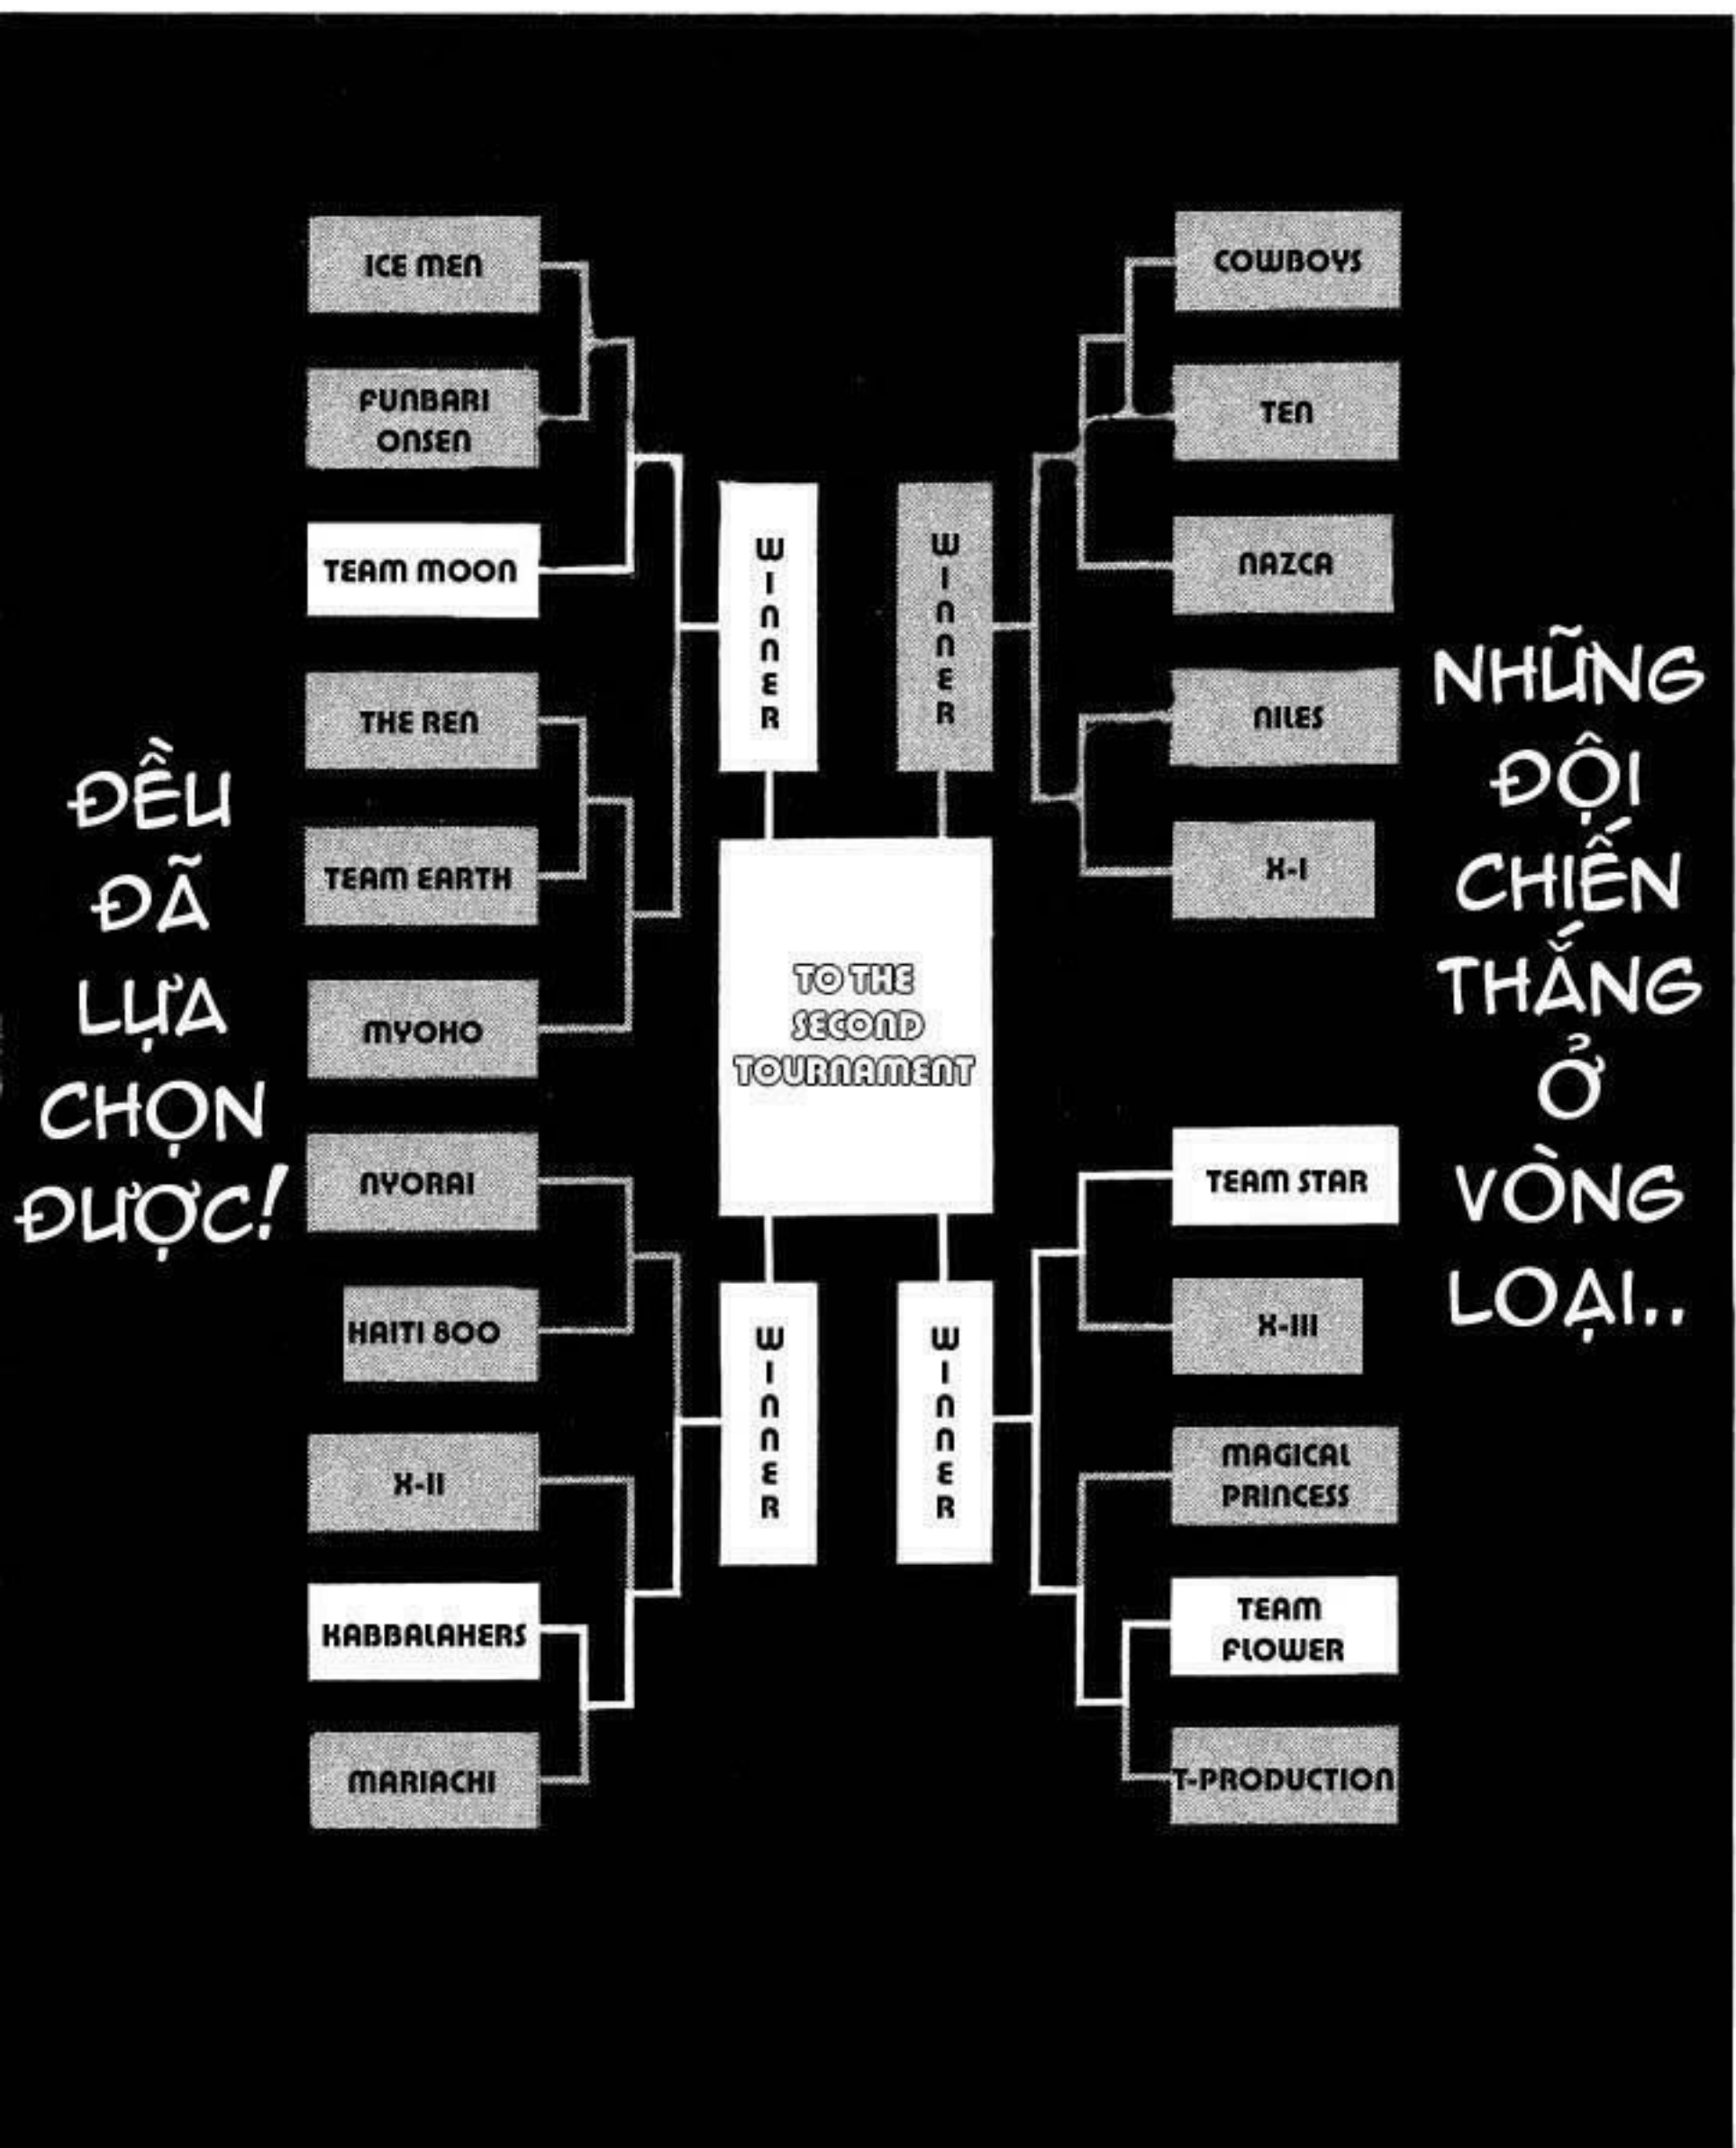 NHỮNG
ĐỘI
CHIẾN
THẮNG
Ở
VÒNG
LOẠI..
ĐỀU
ĐÃ
LỰA
CHỌN
ĐƯỢC!
ICE MEN
FUNBARI
ONSEN
TEAM MOON
THE REN
TEAM EARTH
MYOHO
NYORAI
HAITI 800
X-II
KABBALAHERS
MARIACHI
WINNER
WINNER
TO THE
SECOND
TOURNAMENT
WINNER
WINNER
COWBOYS
TEN
NAZCA
NILES
X-I
TEAM STAR
X-III
MAGICAL
PRINCESS
TEAM
FLOWER
T-PRODUCTION